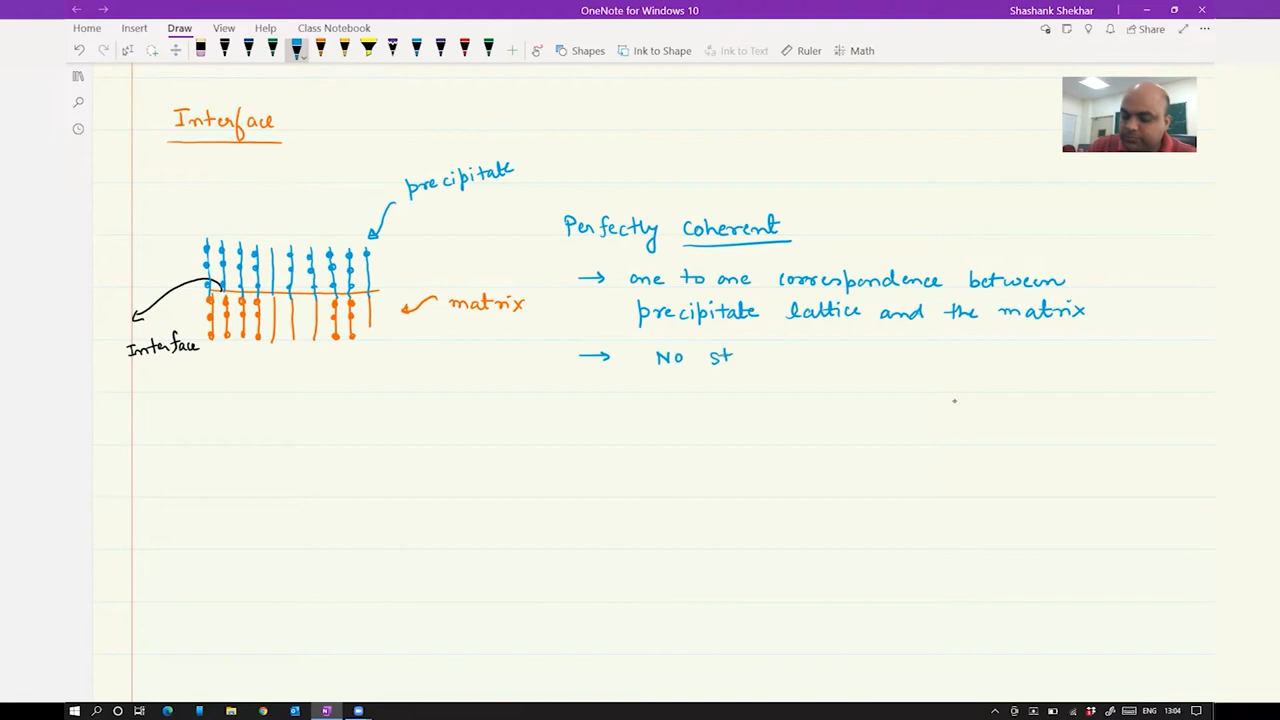 OneNote for Windows 10
Shashank Shekhar
Home Insert Draw View Help Class Notebook
Share
Shapes Ink to Shape Ink to Text Ruler Math
Interface
precipitate
Perfectly Coherent
→ one to one correspondence between
precipitate lattice and the matrix
matrix
Interface
→ No st
ENG 13:04